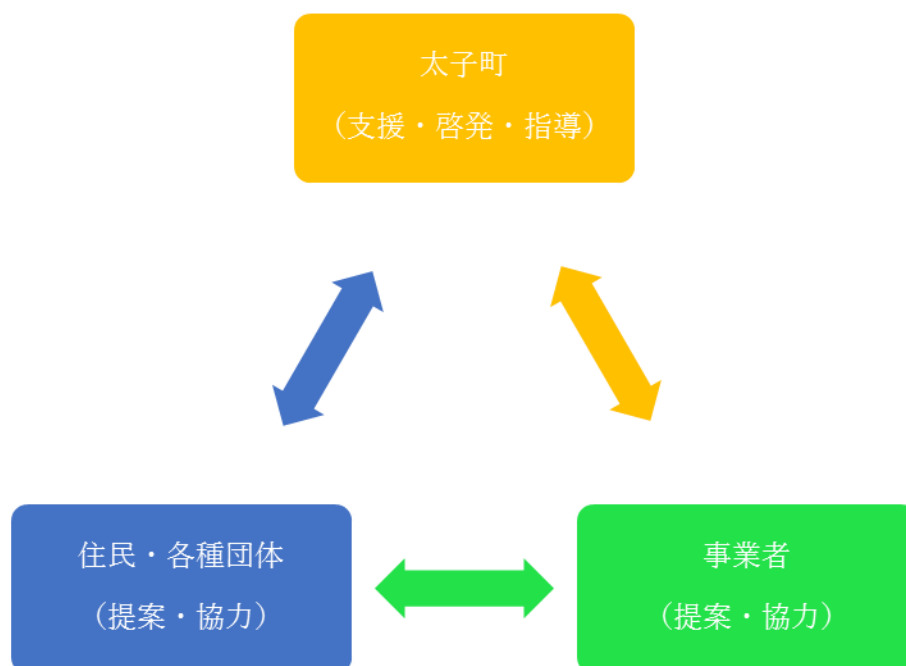 太子町
（支援・啓発・指導）
住民・各種団体
（提案・協力）
事業者
（提案・協力）